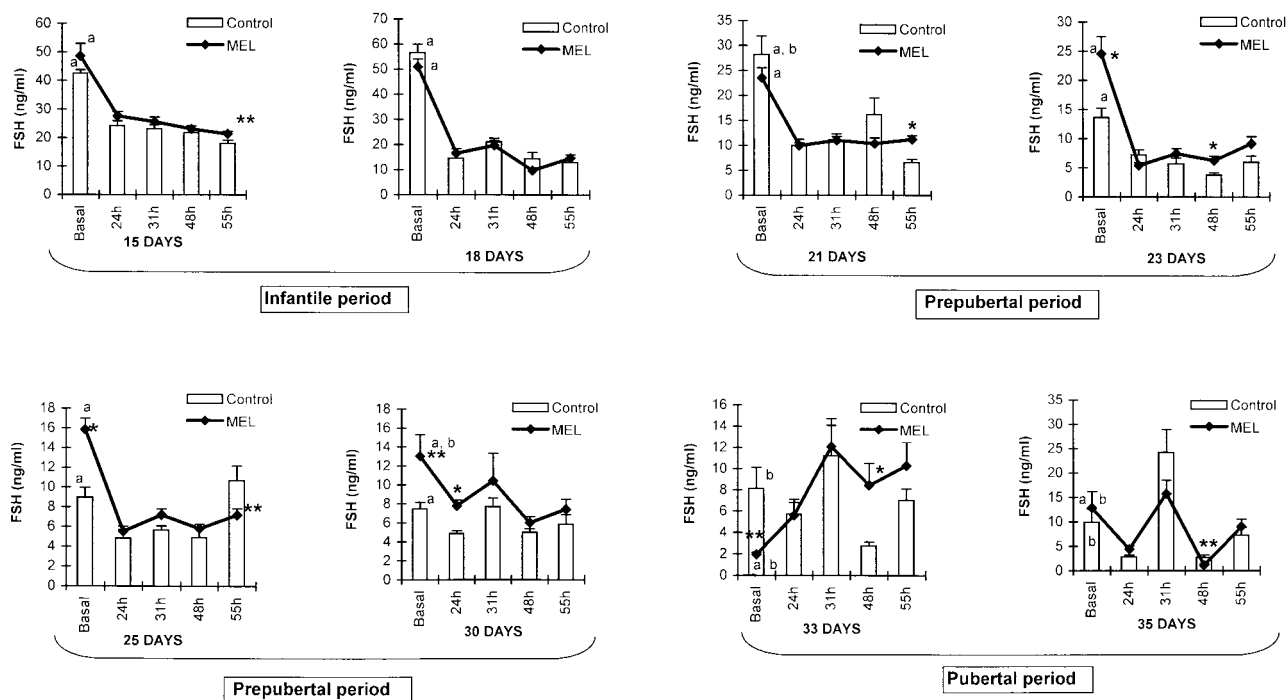 Control
MEL
FSH (ng/ml)
60
50
40
30
20
10
0
a
a
**
Basal
24h
31h
48h
55h
15 DAYS
Control
MEL
FSH (ng/ml)
70
60
50
40
30
20
10
0
a
a
Basal
24h
31h
48h
55h
18 DAYS
Infantile period
Control
MEL
FSH (ng/ml)
35
30
25
20
15
10
5
0
a, b
a
*
Basal
24h
31h
48h
55h
21 DAYS
Control
MEL
FSH (ng/ml)
30
25
20
15
10
5
0
a
*
a
*
Basal
24h
31h
48h
55h
23 DAYS
Prepubertal period
Control
MEL
FSH (ng/ml)
18
16
14
12
10
8
6
4
2
0
a
*
a
**
Basal
24h
31h
48h
55h
25 DAYS
Control
MEL
FSH (ng/ml)
18
16
14
12
10
8
6
4
2
0
a, b
**
a
*
Basal
24h
31h
48h
55h
30 DAYS
Prepubertal period
Control
MEL
FSH (ng/ml)
16
14
12
10
8
6
4
2
0
b
**
a b
*
Basal
24h
31h
48h
55h
33 DAYS
Control
MEL
FSH (ng/ml)
35
30
25
20
15
10
5
0
a b
b
**
Basal
24h
31h
48h
55h
35 DAYS
Pubertal period